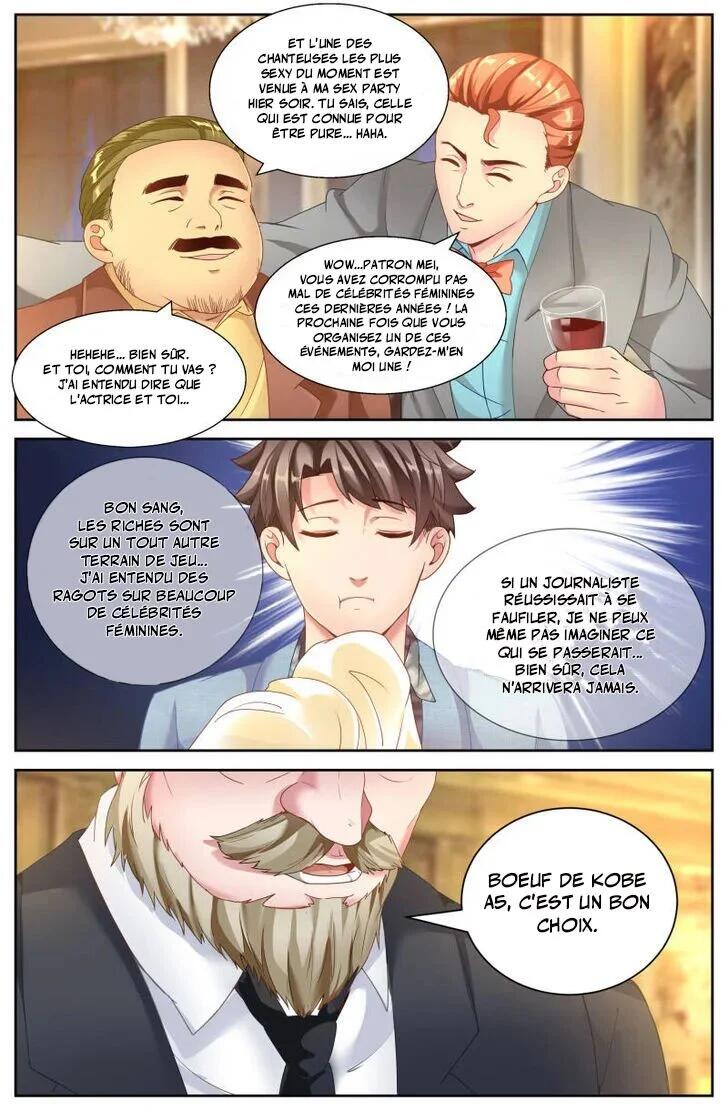 ET L'UNE DES
CHANTEUSES LES PLUS
SEXY DU MOMENT EST
VENUE À MA SEX PARTY
HIER SOIR. TU SAIS, CELLE
QUI EST CONNUE POUR
ÊTRE PURE... HAHA.
WOW...PATRON MEI,
VOUS AVEZ CORROMPU PAS
MAL DE CÉLÉBRITÉS FÉMININES
CES DERNIÈRES ANNÉES ! LA
PROCHAINE FOIS QUE VOUS
ORGANISEZ UN DE CES
ÉVÉNEMENTS, GARDEZ-M'EN
MOI UNE !
HEHEHE... BIEN SÛR.
ET TOI, COMMENT TU VAS ?
J'AI ENTENDU DIRE QUE
L'ACTRICE ET TOI...
BON SANG,
LES RICHES SONT
SUR UN TOUT AUTRE
TERRAIN DE JEU...
J'AI ENTENDU DES
RAGOTS SUR BEAUCOUP
DE CÉLÉBRITÉS
FÉMININES.
SI UN JOURNALISTE
RÉUSSISSAIT À SE
FAUFILER, JE NE PEUX
MÊME PAS IMAGINER CE
QUI SE PASSERAIT...
BIEN SÛR, CELA
N'ARRIVERA JAMAIS.
BOEUF DE KOBE
A5, C'EST UN BON
CHOIX.